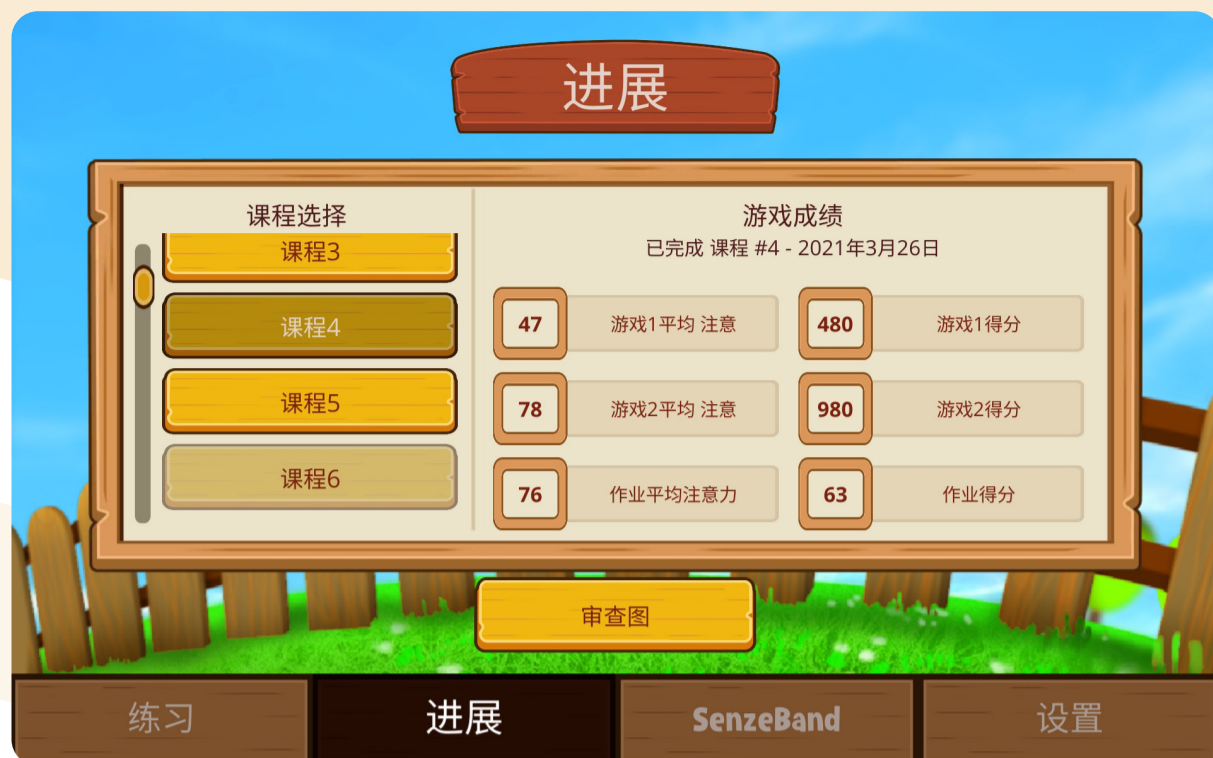 进展
课程选择
课程3
课程4
课程5
课程6
游戏成绩
已完成 课程 #4 - 2021年3月26日
47 游戏1平均 注意
480 游戏1得分
78 游戏2平均 注意
980 游戏2得分
76 作业平均注意力
63 作业得分
审查图
练习
进展
SenzeBand
设置